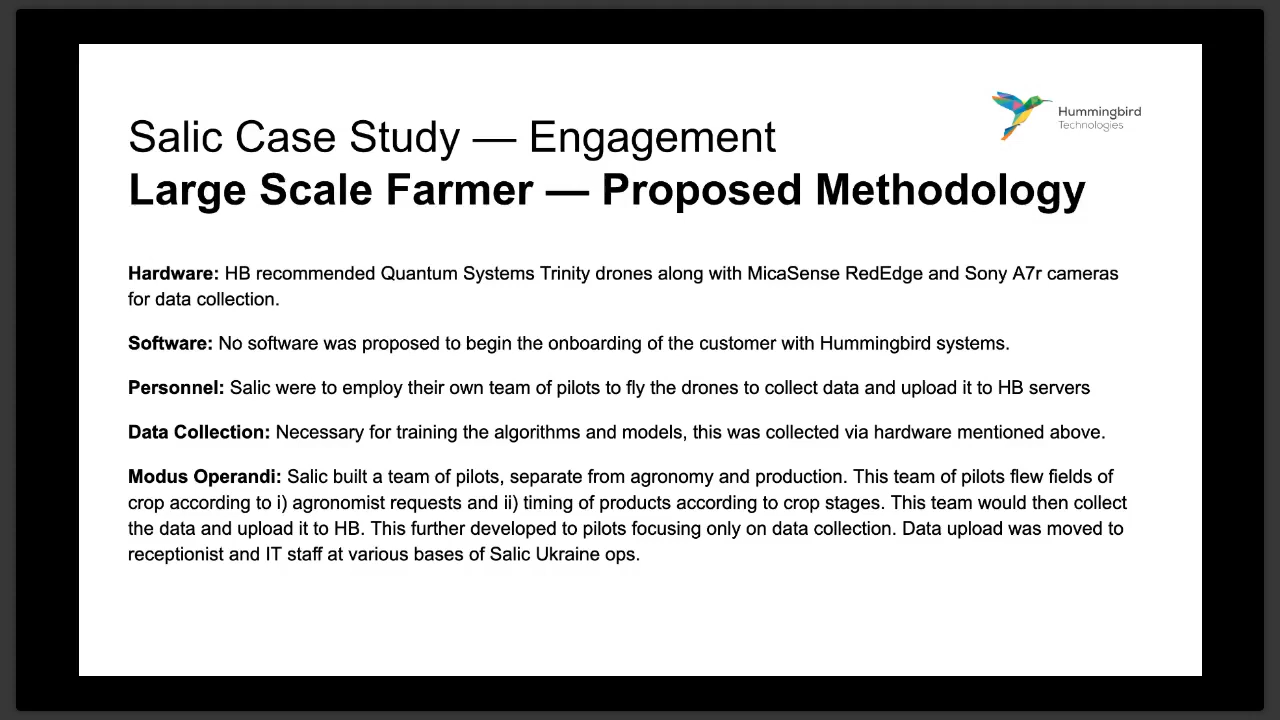 Hummingbird
Technologies
Salic Case Study — Engagement
Large Scale Farmer — Proposed Methodology
Hardware: HB recommended Quantum Systems Trinity drones along with MicaSense RedEdge and Sony A7r cameras
for data collection.
Software: No software was proposed to begin the onboarding of the customer with Hummingbird systems.
Personnel: Salic were to employ their own team of pilots to fly the drones to collect data and upload it to HB servers
Data Collection: Necessary for training the algorithms and models, this was collected via hardware mentioned above.
Modus Operandi: Salic built a team of pilots, separate from agronomy and production. This team of pilots flew fields of
crop according to i) agronomist requests and ii) timing of products according to crop stages. This team would then collect
the data and upload it to HB. This further developed to pilots focusing only on data collection. Data upload was moved to
receptionist and IT staff at various bases of Salic Ukraine ops.